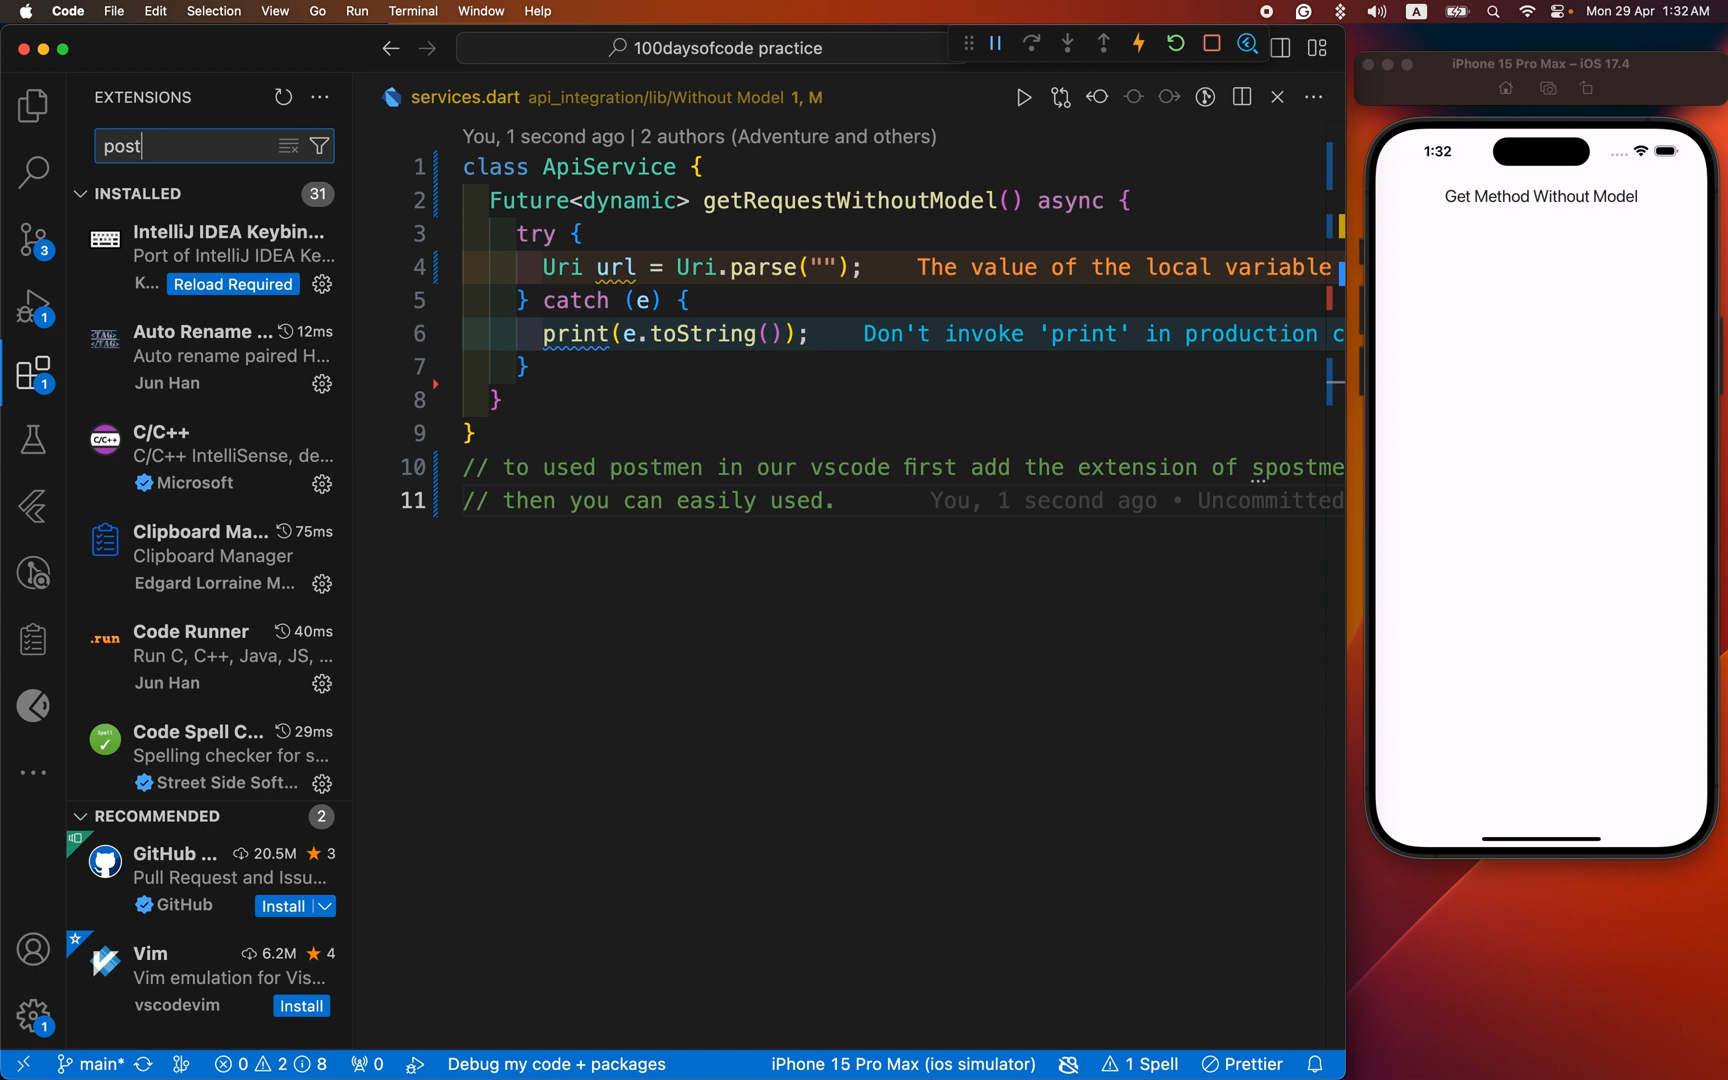 Code File Edit Selection View Go Run Terminal Window Help
A Mon 29 Apr 1:32 AM
100daysofcode practice
EXTENSIONS
post
INSTALLED 31
IntelliJ IDEA Keybin...
Port of IntelliJ IDEA Ke...
K... Reload Required
Auto Rename ... 12ms
Auto rename paired H...
Jun Han
C/C++
C/C++
C/C++ IntelliSense, de...
Microsoft
Clipboard Ma... 75ms
Clipboard Manager
Edgard Lorraine M...
.run Code Runner 40ms
Run C, C++, Java, JS, ...
Jun Han
Code Spell C... 29ms
Spelling checker for s...
Street Side Soft...
RECOMMENDED 2
GitHub ... 20.5M 3
Pull Request and Issu...
GitHub Install
Vim 6.2M 4
Vim emulation for Vis...
vscodevim Install
3
1
1
1
services.dart api_integration/lib/Without Model 1, M
You, 1 second ago | 2 authors (Adventure and others)
1 class ApiService {
2 Future<dynamic> getRequestWithoutModel() async {
3 try {
4 Uri url = Uri.parse(""); The value of the local variable
5 } catch (e) {
6 print(e.toString()); Don't invoke 'print' in production c
7 }
8 }
9 }
10 // to used postmen in our vscode first add the extension of spostme
11 // then you can easily used. You, 1 second ago • Uncommitted
main* 0 2 8 0 Debug my code + packages iPhone 15 Pro Max (ios simulator) 1 Spell Prettier
iPhone 15 Pro Max – iOS 17.4
1:32
Get Method Without Model